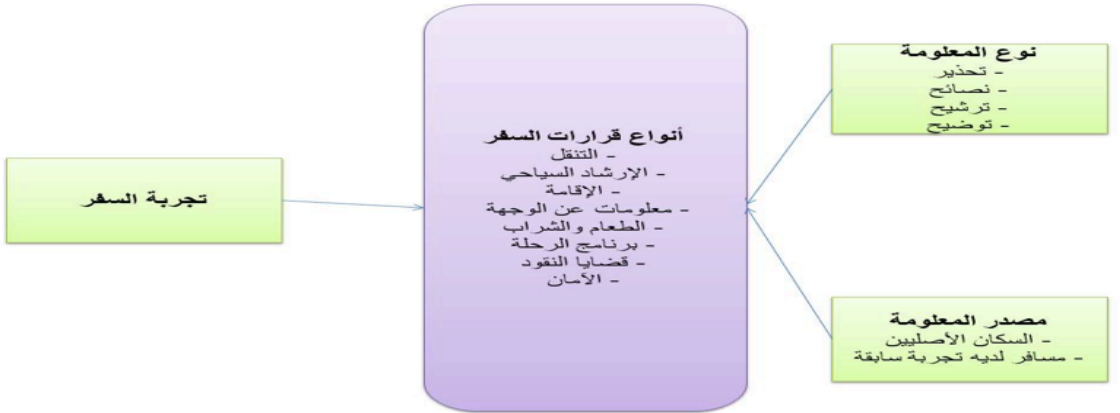 نوع المعلومة
- تحذير
- نصائح
- ترشيح
- توضيح
مصدر المعلومة
- السكان الأصليين
- مسافر لديه تجربة سابقة
أنواع قرارات السفر
- التنقل
- الإرشاد السياحي
- الإقامة
- معلومات عن الوجهة
- الطعام والشراب
- برنامج الرحلة
- قضايا النقود
- الأمان
تجربة السفر